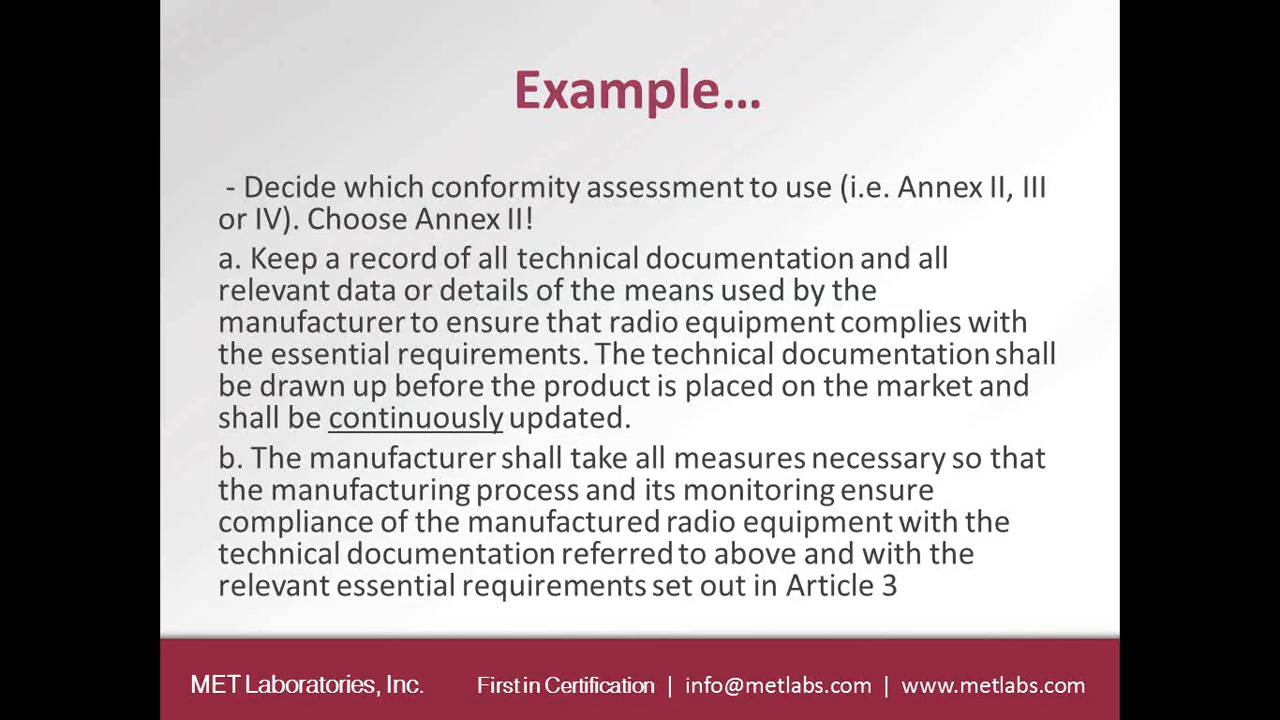 Example...
- Decide which conformity assessment to use (i.e. Annex II, III
or IV). Choose Annex II!
a. Keep a record of all technical documentation and all
relevant data or details of the means used by the
manufacturer to ensure that radio equipment complies with
the essential requirements. The technical documentation shall
be drawn up before the product is placed on the market and
shall be continuously updated.
b. The manufacturer shall take all measures necessary so that
the manufacturing process and its monitoring ensure
compliance of the manufactured radio equipment with the
technical documentation referred to above and with the
relevant essential requirements set out in Article 3
MET Laboratories, Inc. First in Certification | info@metlabs.com | www.metlabs.com